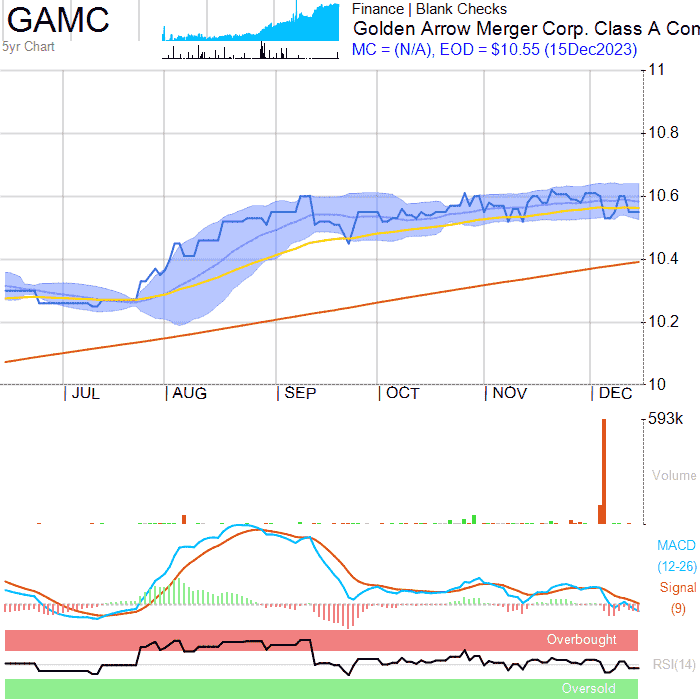 GAMC
5yr Chart
Finance | Blank Checks
Golden Arrow Merger Corp. Class A Con
MC = (N/A), EOD = $10.55 (15Dec2023)
11
10.8
10.6
10.4
10.2
10
JUL AUG SEP OCT NOV DEC
593k
Volume
MACD
(12-26)
Signal
(9)
Overbought
RSI(14)
Oversold